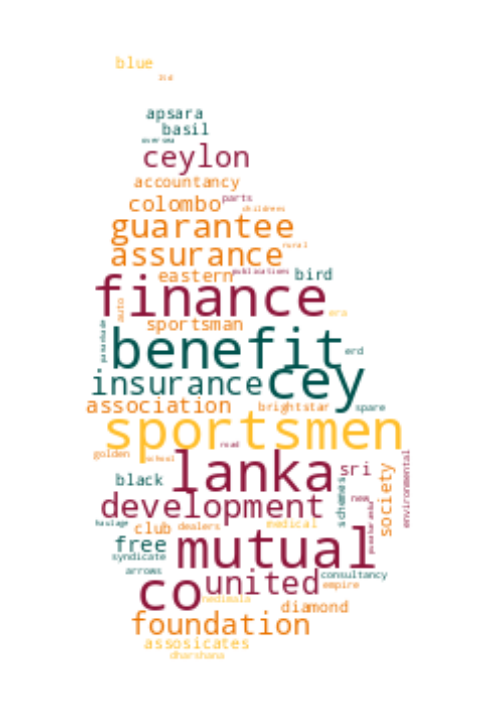 blue
ltd
apsara
basil
ceylon
accountancy
colombo parts
childrens
guarantee
rural
assurance
eastern publications bird
finance
auto
era
sportsman
benefit
erd
insurance cey
association brightstar spare
sportsmen
road
golden school
lanka sri
environmental
society
black
schemes
development new
haulage club dealers medical
free mutual
syndicate
arrows consultancy
co united empire
nedimala
diamond
foundation
assosicates
dharshana